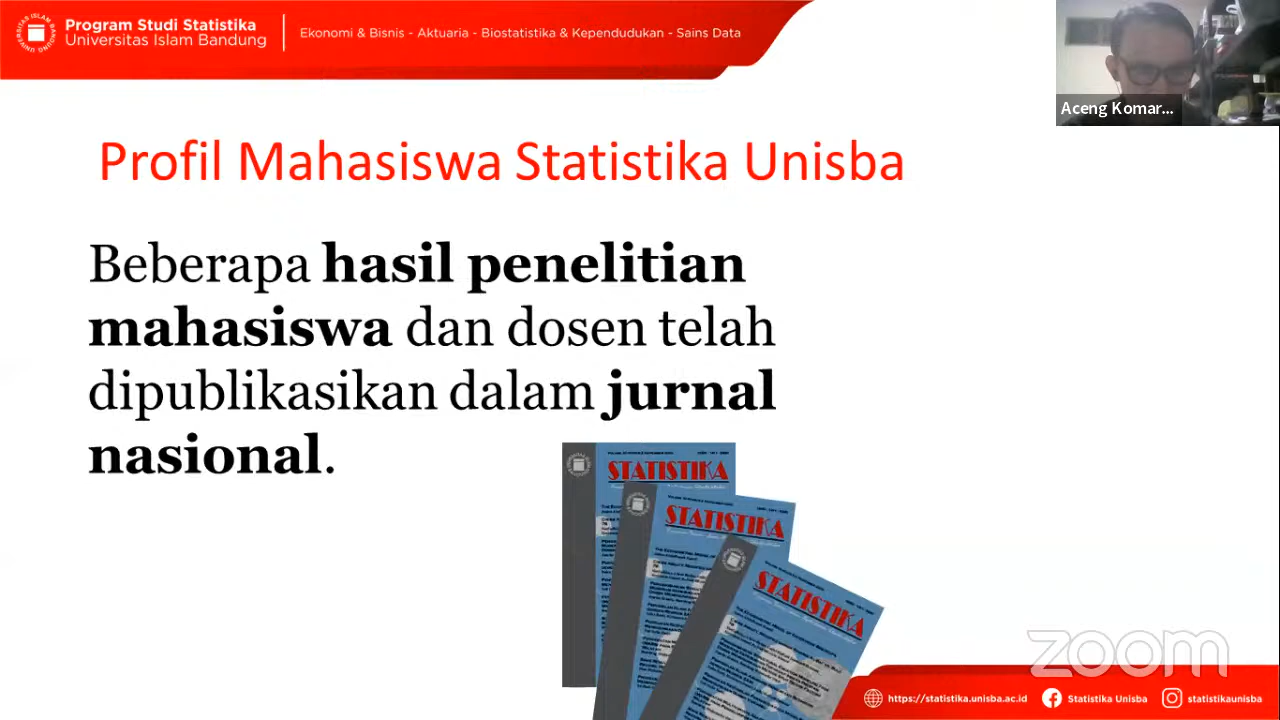 Program Studi Statistika
Universitas Islam Bandung
Ekonomi & Bisnis - Aktuaria - Biostatistika & Kependudukan - Sains Data
Aceng Komar...
Profil Mahasiswa Statistika Unisba
Beberapa hasil penelitian
mahasiswa dan dosen telah
dipublikasikan dalam jurnal
nasional.
STATISTIKA
STATISTIKA
STATISTIKA
zoom
https://statistika.unisba.ac.id
Statistika Unisba
statistikaunisba